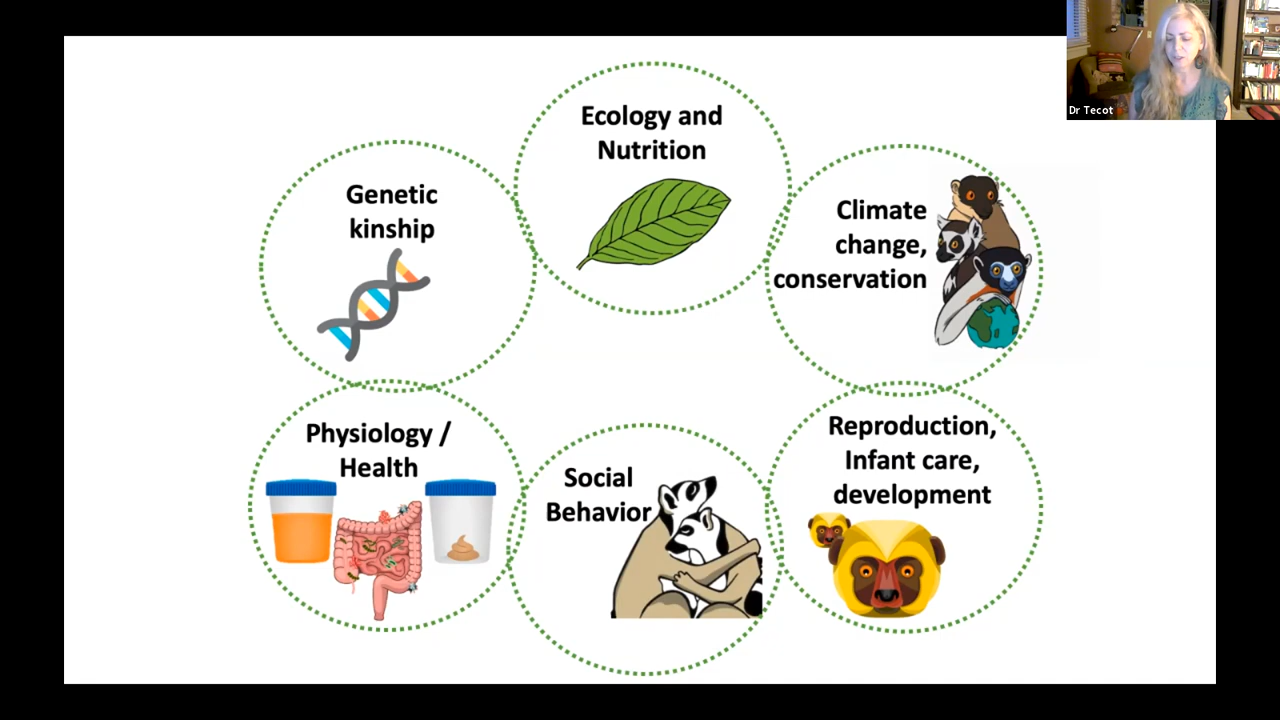 Ecology and
Nutrition
Genetic
kinship
Climate
change,
conservation
Physiology /
Health
Social
Behavior
Reproduction,
Infant care,
development
Dr Tecot